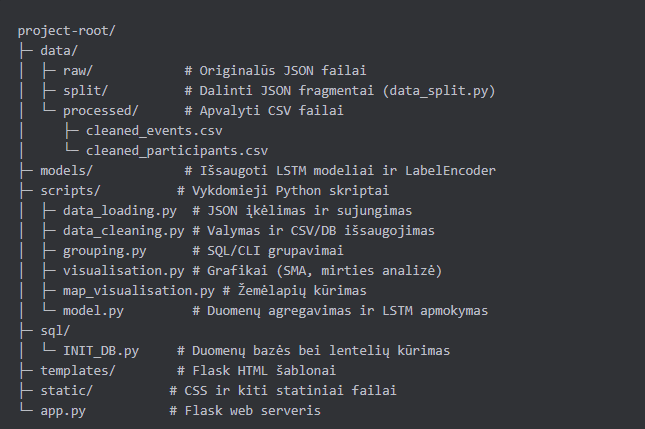 project-root/
├─ data/
│  ├─ raw/            # Originalūs JSON failai
│  ├─ split/          # Dalinti JSON fragmentai (data_split.py)
│  └─ processed/      # Apvalyti CSV failai
│     ├─ cleaned_events.csv
│     └─ cleaned_participants.csv
├─ models/            # Išsaugoti LSTM modeliai ir LabelEncoder
├─ scripts/          # Vykdomieji Python skriptai
│  ├─ data_loading.py  # JSON įkėlimas ir sujungimas
│  ├─ data_cleaning.py # Valymas ir CSV/DB išsaugojimas
│  ├─ grouping.py      # SQL/CLI grupavimai
│  ├─ visualisation.py # Grafikai (SMA, mirties analizė)
│  ├─ map_visualisation.py # Žemėlapių kūrimas
│  └─ model.py         # Duomenų agregavimas ir LSTM apmokymas
├─ sql/
│  └─ INIT_DB.py     # Duomenų bazės bei lentelių kūrimas
├─ templates/        # Flask HTML šablonai
├─ static/          # CSS ir kiti statiniai failai
└─ app.py           # Flask web serveris